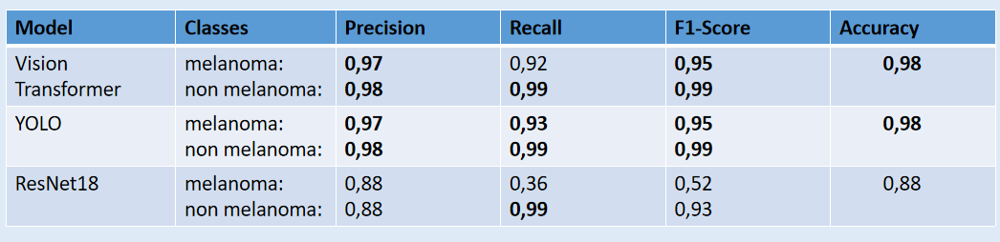 Model Classes Precision Recall F1-Score Accuracy
Vision melanoma: 0,97 0,92 0,95 0,98
Transformer non melanoma: 0,98 0,99 0,99
YOLO melanoma: 0,97 0,93 0,95 0,98
non melanoma: 0,98 0,99 0,99
ResNet18 melanoma: 0,88 0,36 0,52 0,88
non melanoma: 0,88 0,99 0,93